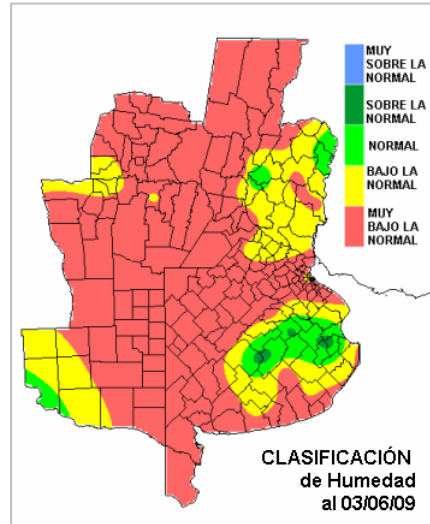 MUY
SOBRE LA
NORMAL
SOBRE LA
NORMAL
NORMAL
BAJO LA
NORMAL
MUY
BAJO LA
NORMAL
CLASIFICACIÓN
de Humedad
al 03/06/09